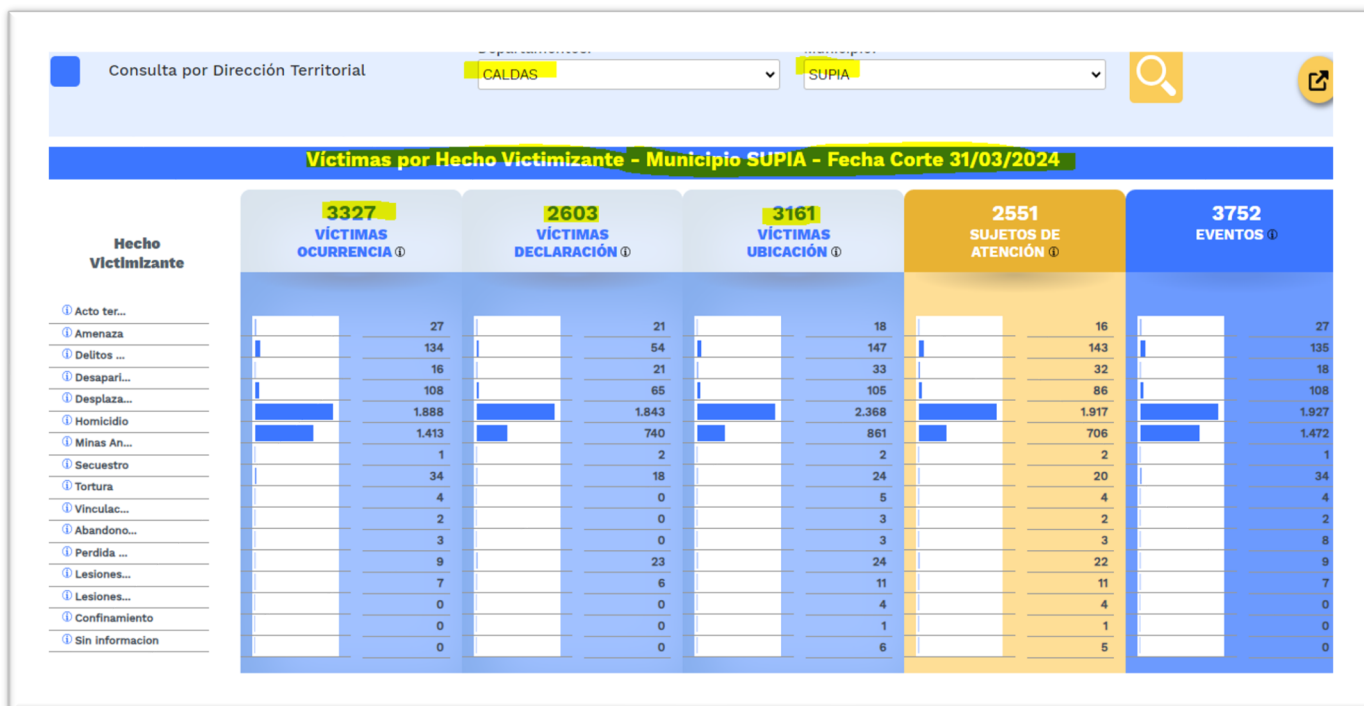 Consulta por Dirección Territorial
Departamentos:
Municipio:
CALDAS
SUPIA
Víctimas por Hecho Victimizante - Municipio SUPIA - Fecha Corte 31/03/2024
Hecho Victimizante
3327 VÍCTIMAS OCURRENCIA
2603 VÍCTIMAS DECLARACIÓN
3161 VÍCTIMAS UBICACIÓN
2551 SUJETOS DE ATENCIÓN
3752 EVENTOS
Acto ter... 27 21 18 16 27
Amenaza 134 54 147 143 135
Delitos ... 16 21 33 32 18
Desapari... 108 65 105 86 108
Desplaza... 1.888 1.843 2.368 1.917 1.927
Homicidio 1.413 740 861 706 1.472
Minas An... 1 2 2 2 1
Secuestro 34 18 24 20 34
Tortura 4 0 5 4 4
Vinculac... 2 0 3 2 2
Abandono... 3 0 3 3 8
Perdida ... 9 23 24 22 9
Lesiones... 7 6 11 11 7
Lesiones... 0 0 4 4 0
Confinamiento 0 0 1 1 0
Sin informacion 0 0 6 5 0